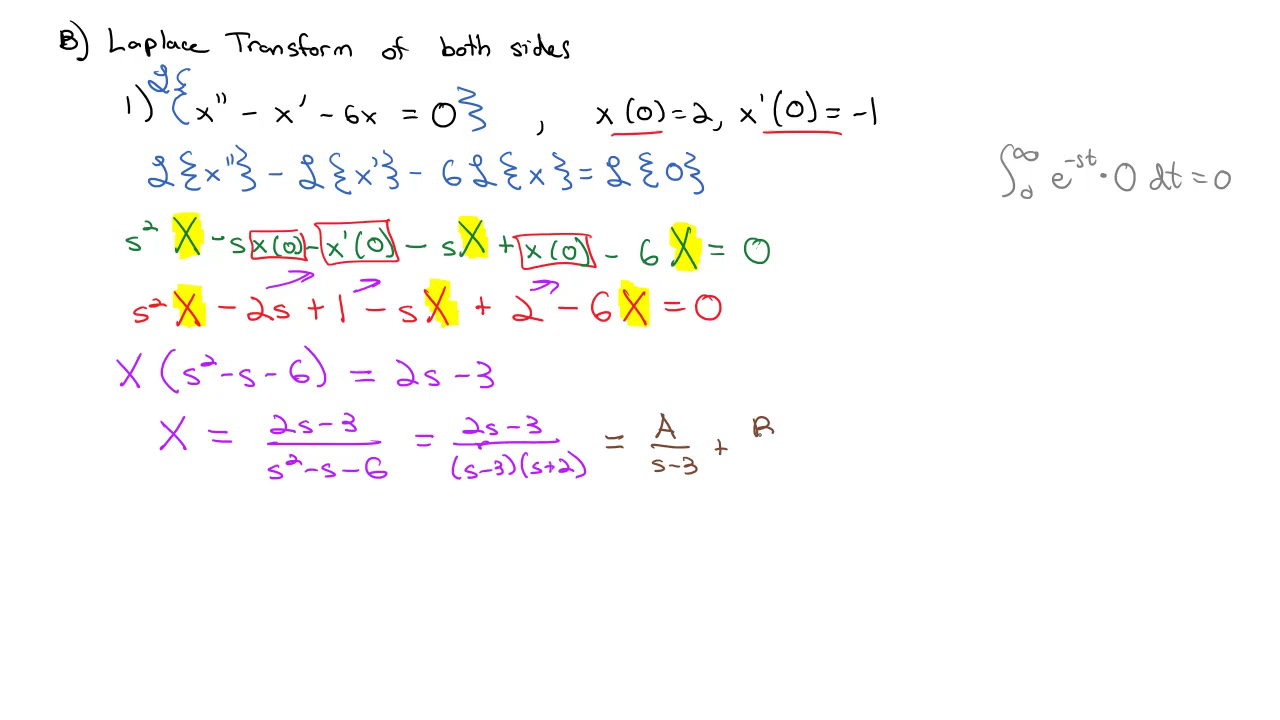 B) Laplace Transform of both sides
1) ℒ{x'' - x' - 6x = 0} , x(0) = 2, x'(0) = -1
ℒ{x''} - ℒ{x'} - 6ℒ{x} = ℒ{0}
∫₀^∞ e^{-st} · 0 dt = 0
s² X - s x(0) - x'(0) - sX + x(0) - 6X = 0
s² X - 2s + 1 - sX + 2 - 6X = 0
X (s² - s - 6) = 2s - 3
X = (2s - 3)/(s² - s - 6) = (2s - 3)/((s-3)(s+2)) = A/(s-3) + B